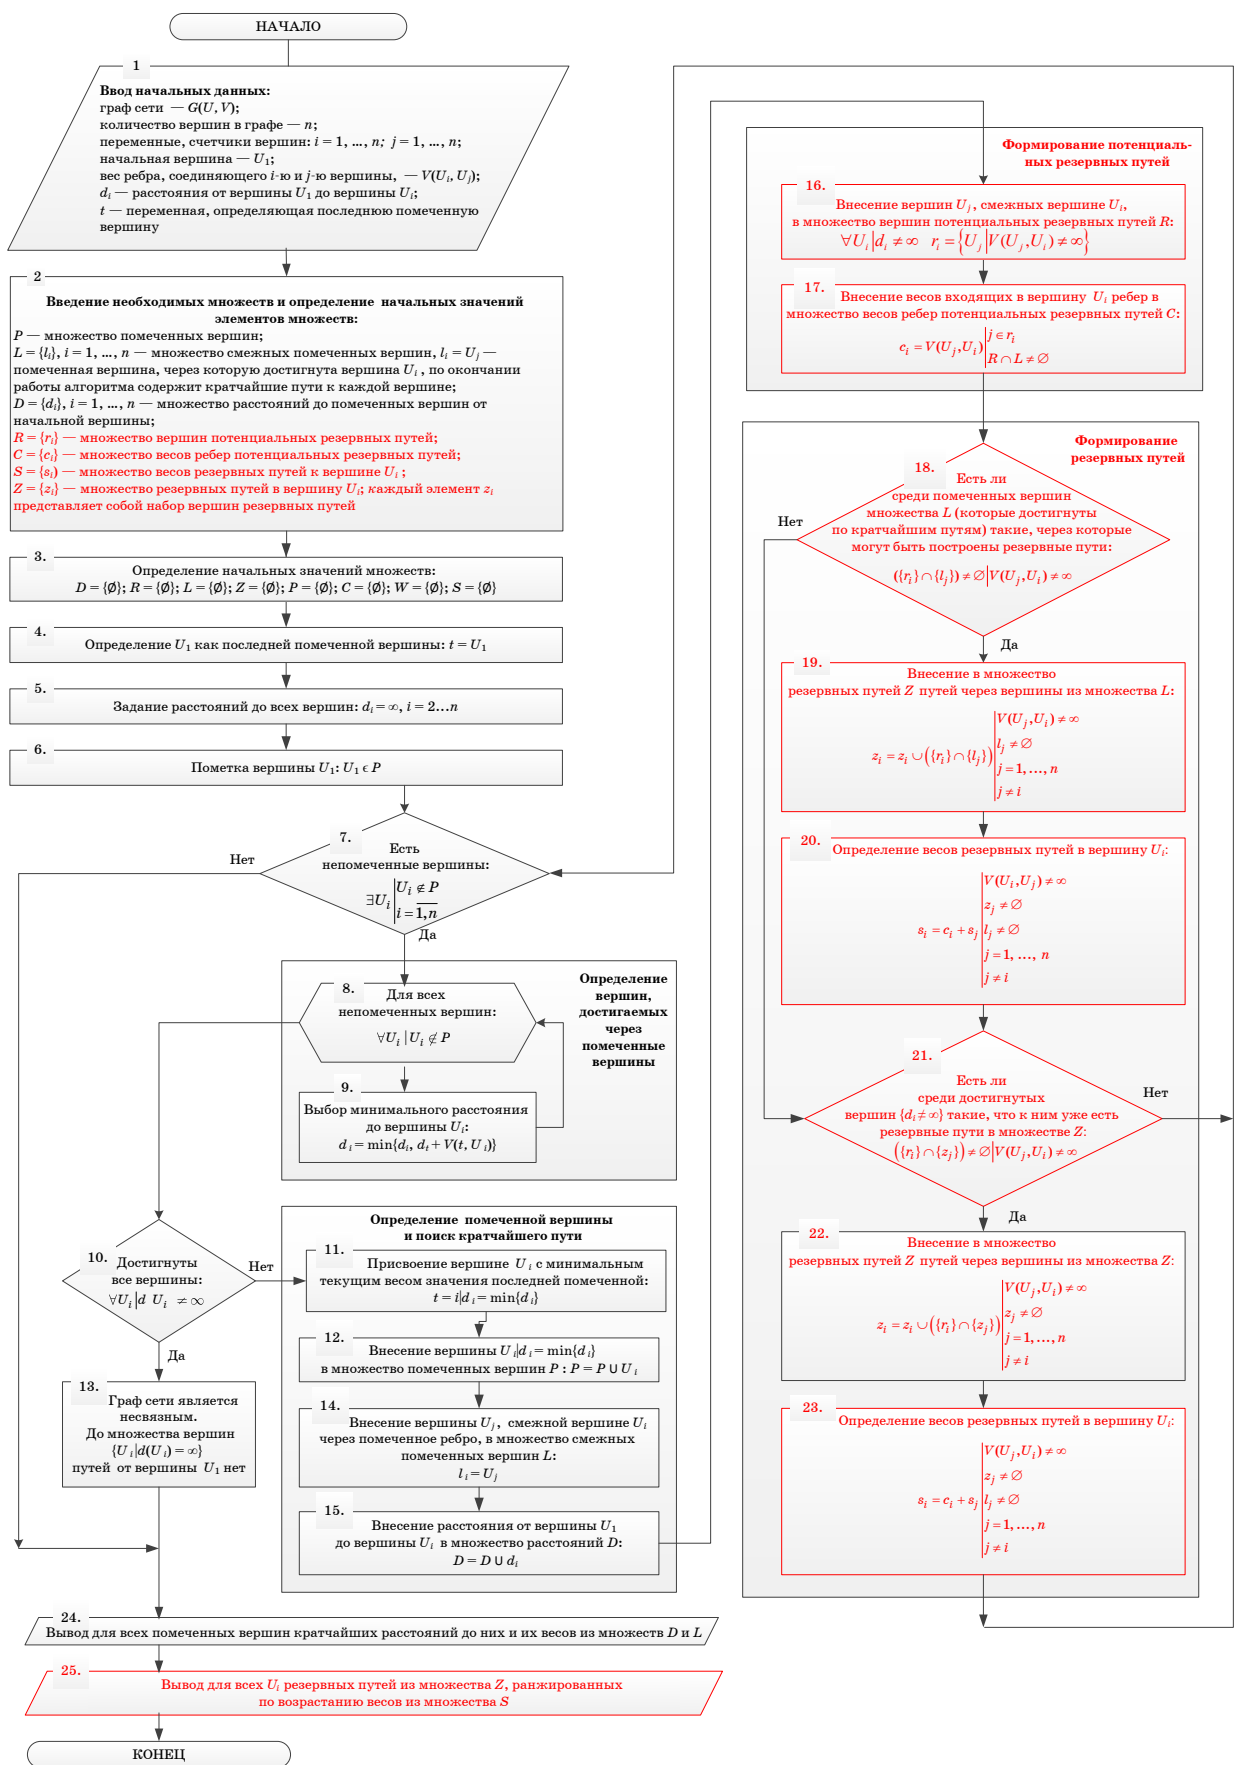 НАЧАЛО
1
Ввод начальных данных:
граф сети — G(U, V);
количество вершин в графе — n;
переменные, счетчики вершин: i = 1, ..., n; j = 1, ..., n;
начальная вершина — U₁;
вес ребра, соединяющего i-ю и j-ю вершины, — V(Uᵢ, Uⱼ);
dᵢ — расстояния от вершины U₁ до вершины Uᵢ;
t — переменная, определяющая последнюю помеченную
вершину
2
Введение необходимых множеств и определение начальных значений
элементов множеств:
P — множество помеченных вершин;
L = {lᵢ}, i = 1, ..., n — множество смежных помеченных вершин, lᵢ = Uⱼ —
помеченная вершина, через которую достигнута вершина Uᵢ , по окончании
работы алгоритма содержит кратчайшие пути к каждой вершине;
D = {dᵢ}, i = 1, ..., n — множество расстояний до помеченных вершин от
начальной вершины;
R = {rᵢ} — множество вершин потенциальных резервных путей;
C = {cᵢ} — множество весов ребер потенциальных резервных путей;
S = {sᵢ) — множество весов резервных путей к вершине Uᵢ ;
Z = {zᵢ} — множество резервных путей в вершину Uᵢ; каждый элемент zᵢ
представляет собой набор вершин резервных путей
3.
Определение начальных значений множеств:
D = {∅}; R = {∅}; L = {∅}; Z = {∅}; P = {∅}; C = {∅}; W = {∅}; S = {∅}
4.
Определение U₁ как последней помеченной вершины: t = U₁
5.
Задание расстояний до всех вершин: dᵢ = ∞, i = 2...n
6.
Пометка вершины U₁: U₁ ϵ P
7.
Есть
непомеченные вершины:
∃Uᵢ | Uᵢ ∉ P
i = 1,n
Нет
Да
Определение
вершин,
достигаемых
через
помеченные
вершины
8.
Для всех
непомеченных вершин:
∀Uᵢ | Uᵢ ∉ P
9.
Выбор минимального расстояния
до вершины Uᵢ:
dᵢ = min{dᵢ, dₜ + V(t, Uᵢ)}
10.
Достигнуты
все вершины:
∀Uᵢ|d Uᵢ ≠ ∞
Нет
Да
Определение помеченной вершины
и поиск кратчайшего пути
11.
Присвоение вершине Uᵢ с минимальным
текущим весом значения последней помеченной:
t = i|dᵢ = min{dᵢ}
12.
Внесение вершины Uᵢ|dᵢ = min{dᵢ}
в множество помеченных вершин P : P = P ∪ Uᵢ
13.
Граф сети является
несвязным.
До множества вершин
{Uᵢ|d(Uᵢ) = ∞}
путей от вершины U₁ нет
14.
Внесение вершины Uⱼ, смежной вершине Uᵢ
через помеченное ребро, в множество смежных
помеченных вершин L:
lᵢ = Uⱼ
15.
Внесение расстояния от вершины U₁
до вершины Uᵢ в множество расстояний D:
D = D ∪ dᵢ
Формирование потенциаль-
ных резервных путей
16.
Внесение вершин Uⱼ, смежных вершине Uᵢ,
в множество вершин потенциальных резервных путей R:
∀Uᵢ|dᵢ ≠ ∞ rᵢ = {Uⱼ|V(Uⱼ,Uᵢ) ≠ ∞}
17.
Внесение весов входящих в вершину Uᵢ ребер в
множество весов ребер потенциальных резервных путей C:
cᵢ = V(Uⱼ,Uᵢ) | j ∈ rᵢ
R ∩ L ≠ ∅
Формирование
резервных путей
18.
Есть ли
среди помеченных вершин
множества L (которые достигнуты
по кратчайшим путям) такие, через которые
могут быть построены резервные пути:
({rᵢ} ∩ {lⱼ}) ≠ ∅|V(Uⱼ,Uᵢ) ≠ ∞
Нет
Да
19.
Внесение в множество
резервных путей Z путей через вершины из множества L:
V(Uⱼ,Uᵢ) ≠ ∞
lⱼ ≠ ∅
zᵢ = zᵢ ∪ ({rᵢ} ∩ {lⱼ})
j = 1, ..., n
j ≠ i
20.
Определение весов резервных путей в вершину Uᵢ:
V(Uᵢ,Uⱼ) ≠ ∞
zⱼ ≠ ∅
sᵢ = cᵢ + sⱼ | lⱼ ≠ ∅
j = 1, ..., n
j ≠ i
21.
Есть ли
среди достигнутых
вершин {dᵢ ≠ ∞} такие, что к ним уже есть
резервные пути в множестве Z:
({rᵢ} ∩ {zⱼ}) ≠ ∅|V(Uⱼ,Uᵢ) ≠ ∞
Нет
Да
22.
Внесение в множество
резервных путей Z путей через вершины из множества Z:
V(Uⱼ,Uᵢ) ≠ ∞
zⱼ ≠ ∅
zᵢ = zᵢ ∪ ({rᵢ} ∩ {zⱼ})
j = 1, ..., n
j ≠ i
23.
Определение весов резервных путей в вершину Uᵢ:
V(Uⱼ,Uᵢ) ≠ ∞
zⱼ ≠ ∅
sᵢ = cᵢ + sⱼ | lⱼ ≠ ∅
j = 1, ..., n
j ≠ i
24.
Вывод для всех помеченных вершин кратчайших расстояний до них и их весов из множеств D и L
25.
Вывод для всех Uᵢ резервных путей из множества Z, ранжированных
по возрастанию весов из множества S
КОНЕЦ